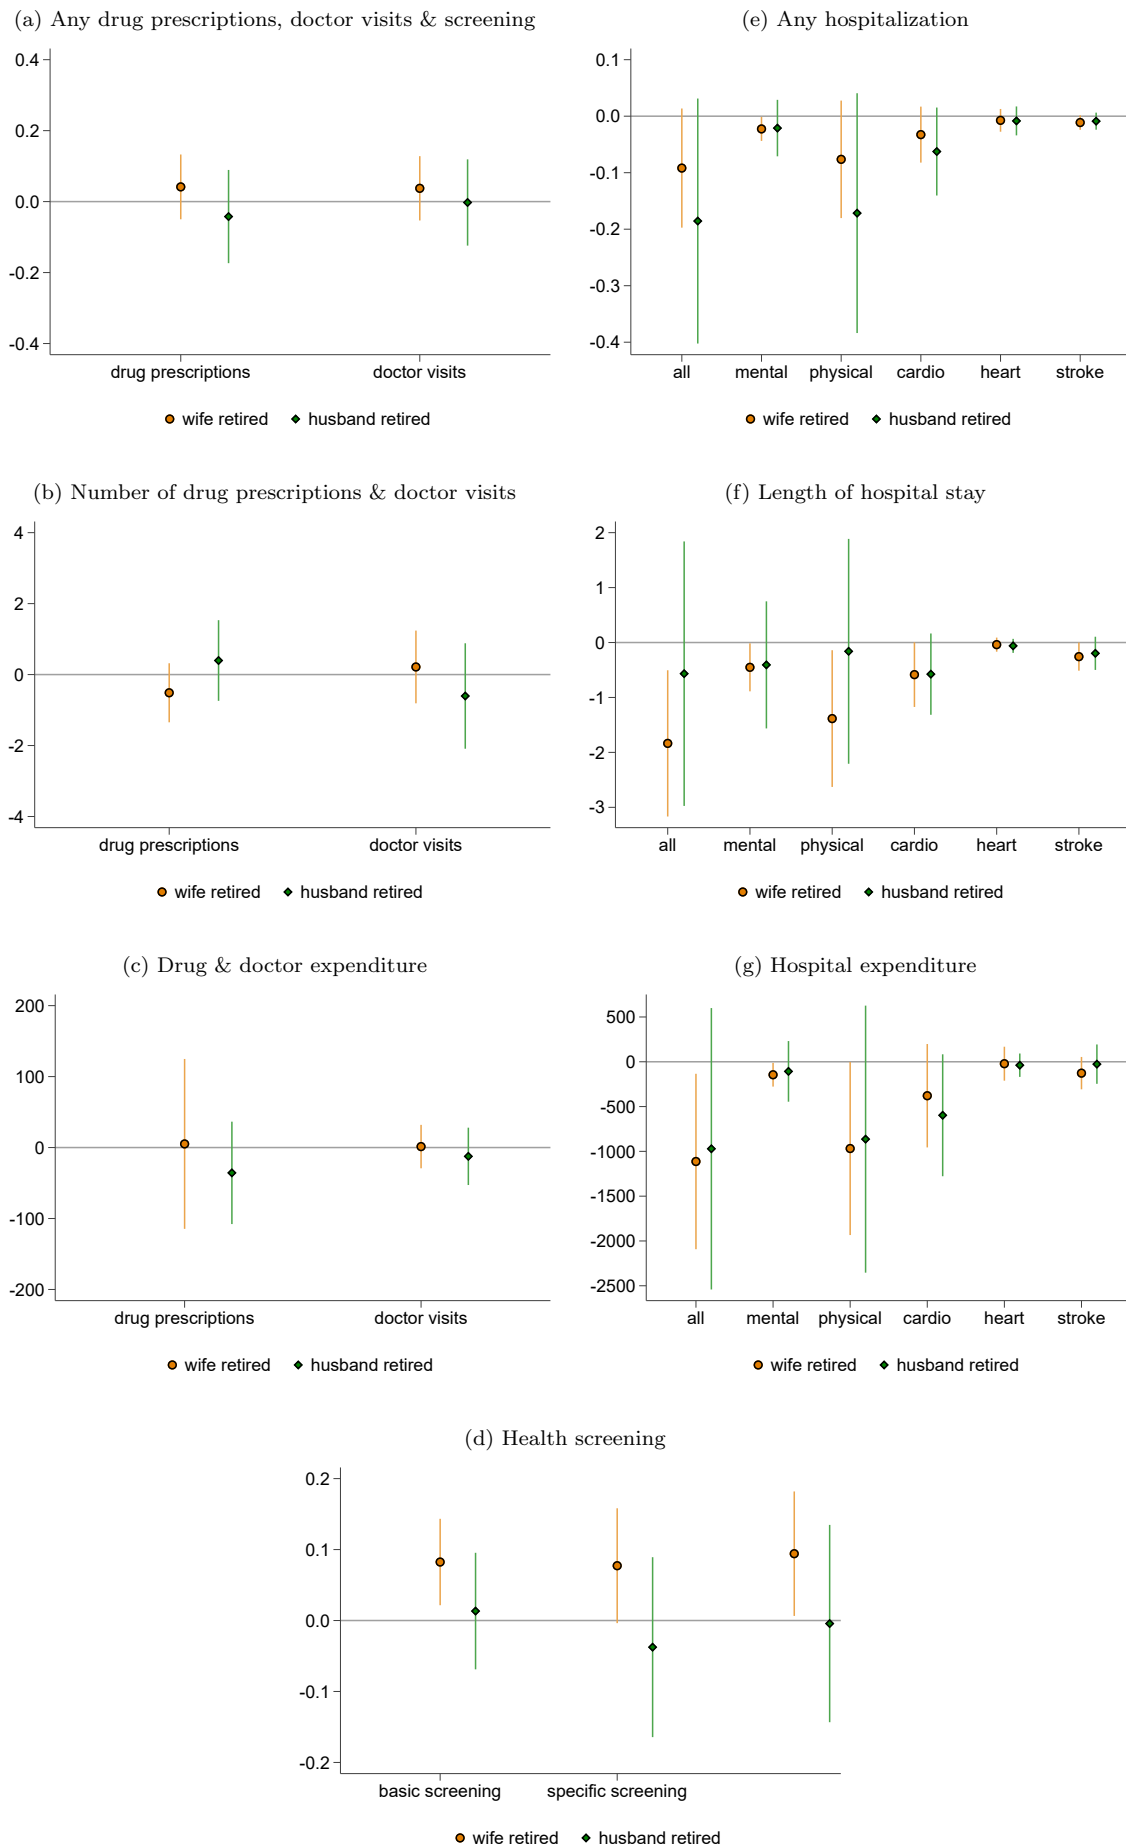 (a) Any drug prescriptions, doctor visits & screening
0.4
0.2
0.0
-0.2
-0.4
drug prescriptions doctor visits
wife retired husband retired
(e) Any hospitalization
0.1
0.0
-0.1
-0.2
-0.3
-0.4
all mental physical cardio heart stroke
wife retired husband retired
(b) Number of drug prescriptions & doctor visits
4
2
0
-2
-4
drug prescriptions doctor visits
wife retired husband retired
(f) Length of hospital stay
2
1
0
-1
-2
-3
all mental physical cardio heart stroke
wife retired husband retired
(c) Drug & doctor expenditure
200
100
0
-100
-200
drug prescriptions doctor visits
wife retired husband retired
(g) Hospital expenditure
500
0
-500
-1000
-1500
-2000
-2500
all mental physical cardio heart stroke
wife retired husband retired
(d) Health screening
0.2
0.1
0.0
-0.1
-0.2
basic screening specific screening
wife retired husband retired